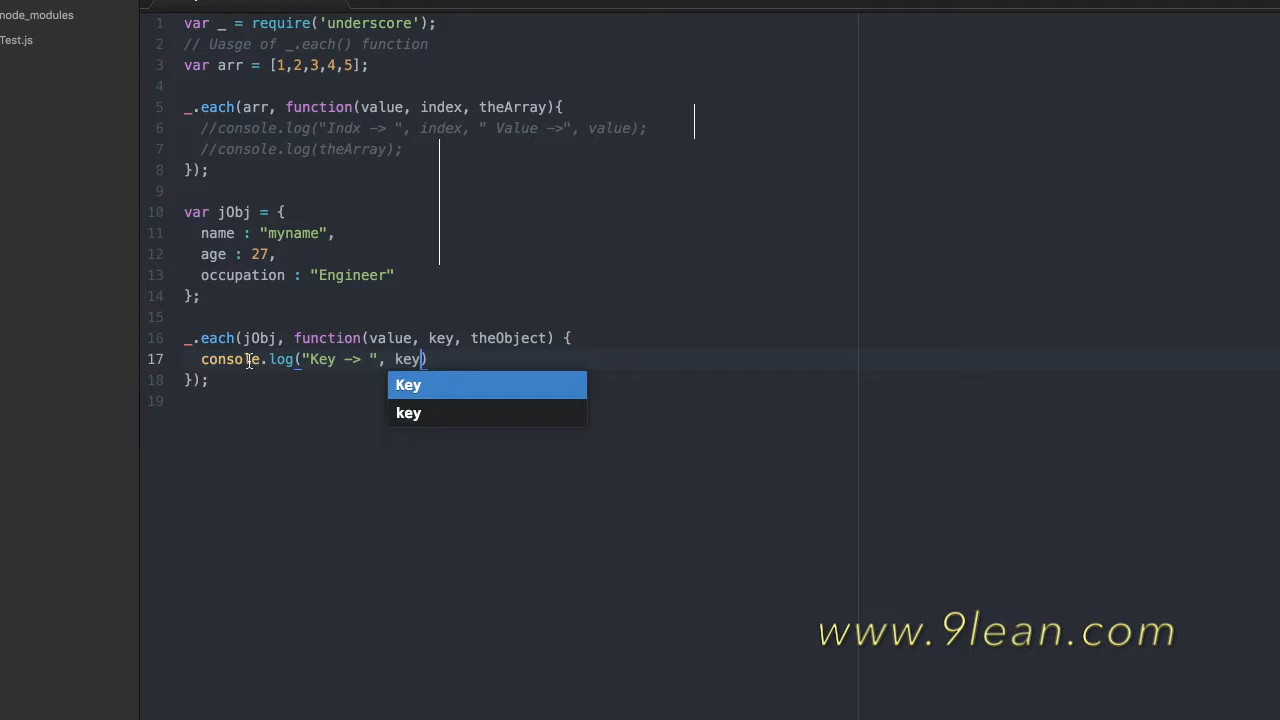 node_modules
Test.js
1 var _ = require('underscore');
2 // Uasge of _.each() function
3 var arr = [1,2,3,4,5];
4
5 _.each(arr, function(value, index, theArray){
6 //console.log("Indx -> ", index, " Value ->", value);
7 //console.log(theArray);
8 });
9
10 var jObj = {
11 name : "myname",
12 age : 27,
13 occupation : "Engineer"
14 };
15
16 _.each(jObj, function(value, key, theObject) {
17 console.log("Key -> ", key)
18 });
19
Key
key
www.9lean.com